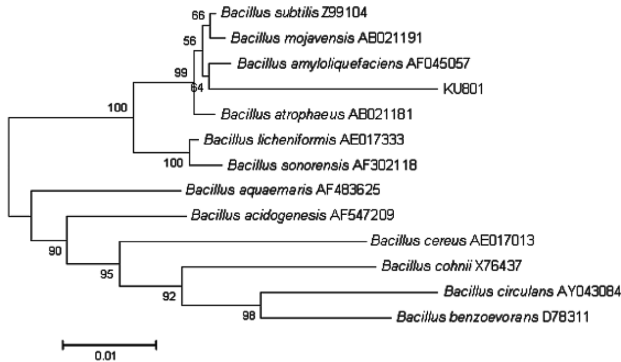 66 Bacillus subtilis Z99104
56 Bacillus mojavensis AB021191
Bacillus amyloliquefaciens AF045057
99
64 KU801
100
Bacillus atrophaeus AB021181
Bacillus licheniformis AE017333
100 Bacillus sonorensis AF302118
Bacillus aquaemaris AF483625
Bacillus acidogenesis AF547209
90 Bacillus cereus AE017013
95 Bacillus cohnii X76437
92 Bacillus circulans AY043084
98 Bacillus benzoevorans D78311
0.01